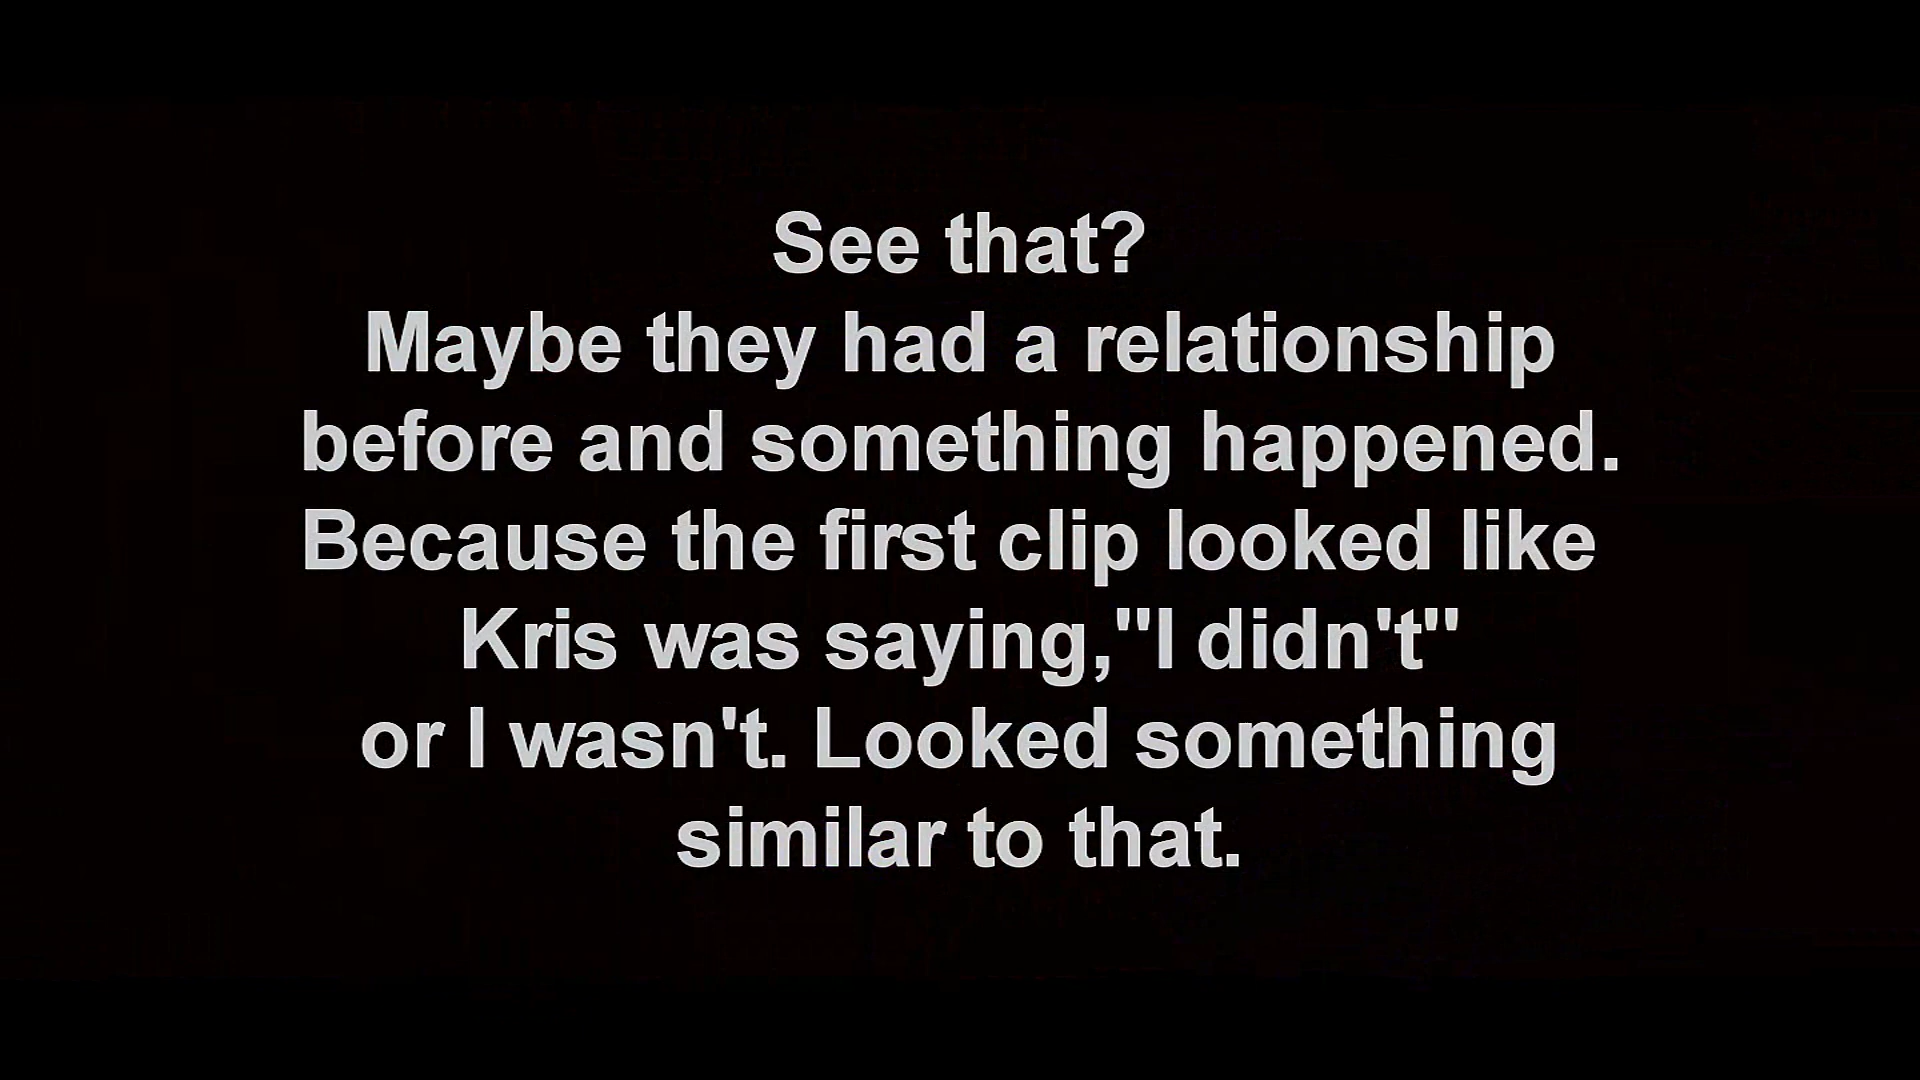 See that?
Maybe they had a relationship
before and something happened.
Because the first clip looked like
Kris was saying,"I didn't"
or I wasn't. Looked something
similar to that.